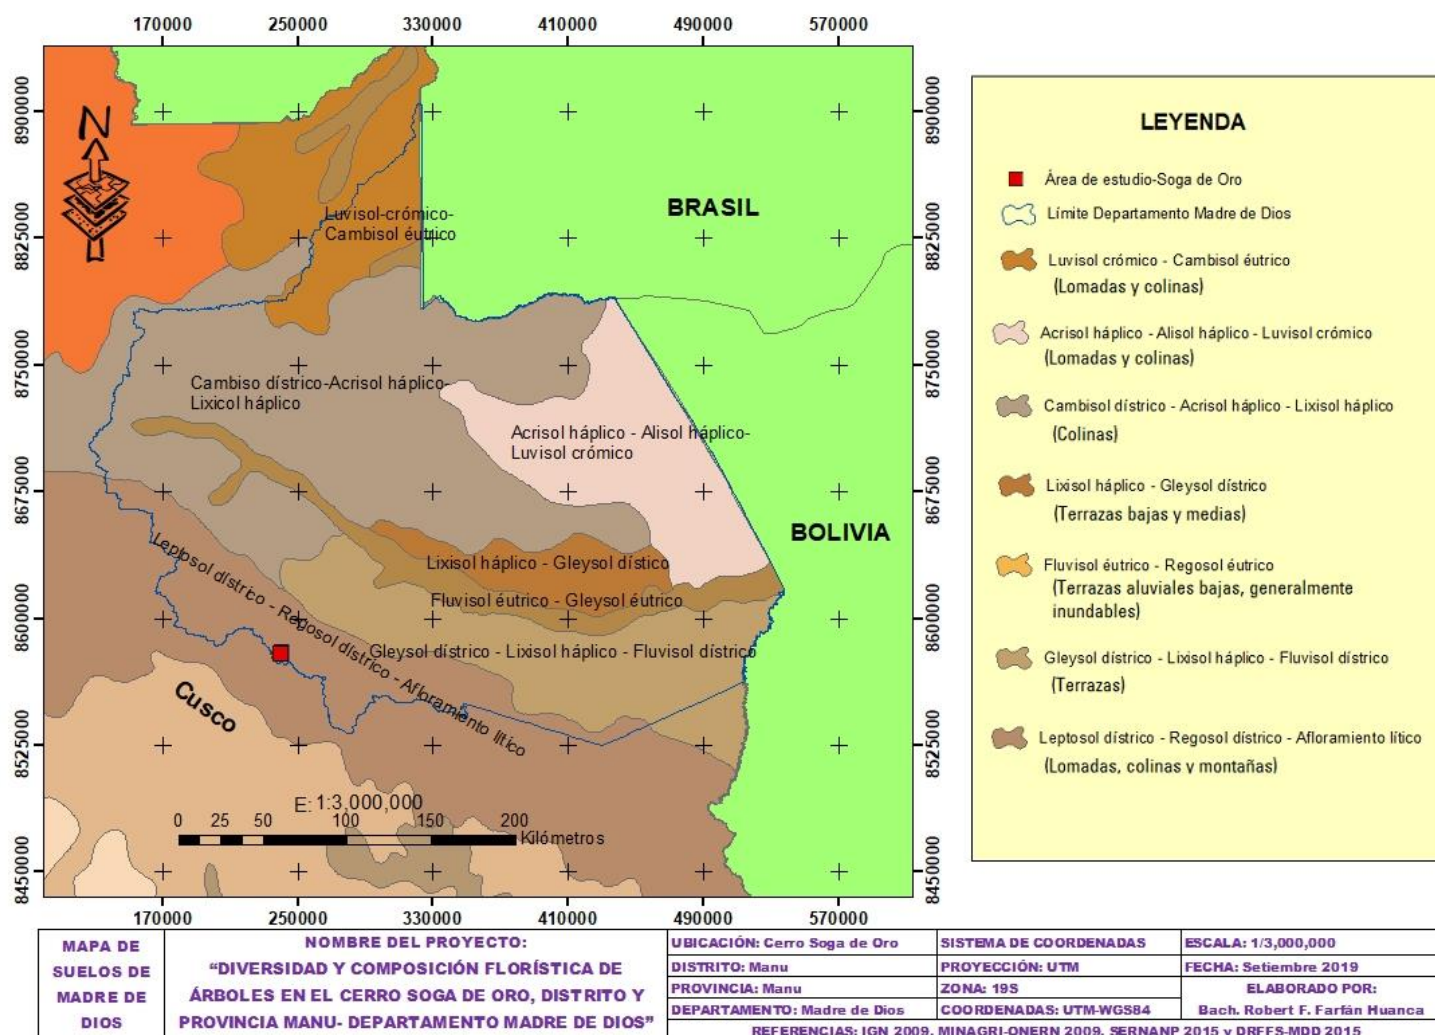 170000 250000 330000 410000 490000 570000
8900000 8900000
8825000 8825000
8750000 8750000
8675000 8675000
8600000 8600000
8525000 8525000
8450000 8450000
N
BRASIL
Luvisol-crómico-
Cambisol éutrico
Cambiso dístrico-Acrisol háplico-
Lixicol háplico
Acrisol háplico - Alisol háplico-
Luvisol crómico
BOLIVIA
Lixisol háplico - Gleysol dístico
Fluvisol éutrico - Gleysol éutrico
Leptosol dístrico - Regosol dístrico - Afloramiento lítico
Gleysol dístrico - Lixisol háplico - Fluvisol dístrico
Cusco
E: 1:3,000,000
0 25 50 100 150 200
Kilómetros
170000 250000 330000 410000 490000 570000
LEYENDA
Área de estudio-Soga de Oro
Límite Departamento Madre de Dios
Luvisol crómico - Cambisol éutrico
(Lomadas y colinas)
Acrisol háplico - Alisol háplico - Luvisol crómico
(Lomadas y colinas)
Cambisol dístrico - Acrisol háplico - Lixisol háplico
(Colinas)
Lixisol háplico - Gleysol dístrico
(Terrazas bajas y medias)
Fluvisol éutrico - Regosol éutrico
(Terrazas aluviales bajas, generalmente
inundables)
Gleysol dístrico - Lixisol háplico - Fluvisol dístrico
(Terrazas)
Leptosol dístrico - Regosol dístrico - Afloramiento lítico
(Lomadas, colinas y montañas)
MAPA DE
SUELOS DE
MADRE DE
DIOS
NOMBRE DEL PROYECTO:
“DIVERSIDAD Y COMPOSICIÓN FLORÍSTICA DE
ÁRBOLES EN EL CERRO SOGA DE ORO, DISTRITO Y
PROVINCIA MANU- DEPARTAMENTO MADRE DE DIOS”
UBICACIÓN: Cerro Soga de Oro
DISTRITO: Manu
PROVINCIA: Manu
DEPARTAMENTO: Madre de Dios
SISTEMA DE COORDENADAS
PROYECCIÓN: UTM
ZONA: 19S
COORDENADAS: UTM-WGS84
ESCALA: 1/3,000,000
FECHA: Setiembre 2019
ELABORADO POR:
Bach. Robert F. Farfán Huanca
REFERENCIAS: IGN 2009, MINAGRI-ONERN 2009, SERNANP 2015 y DRFFS-MDD 2015